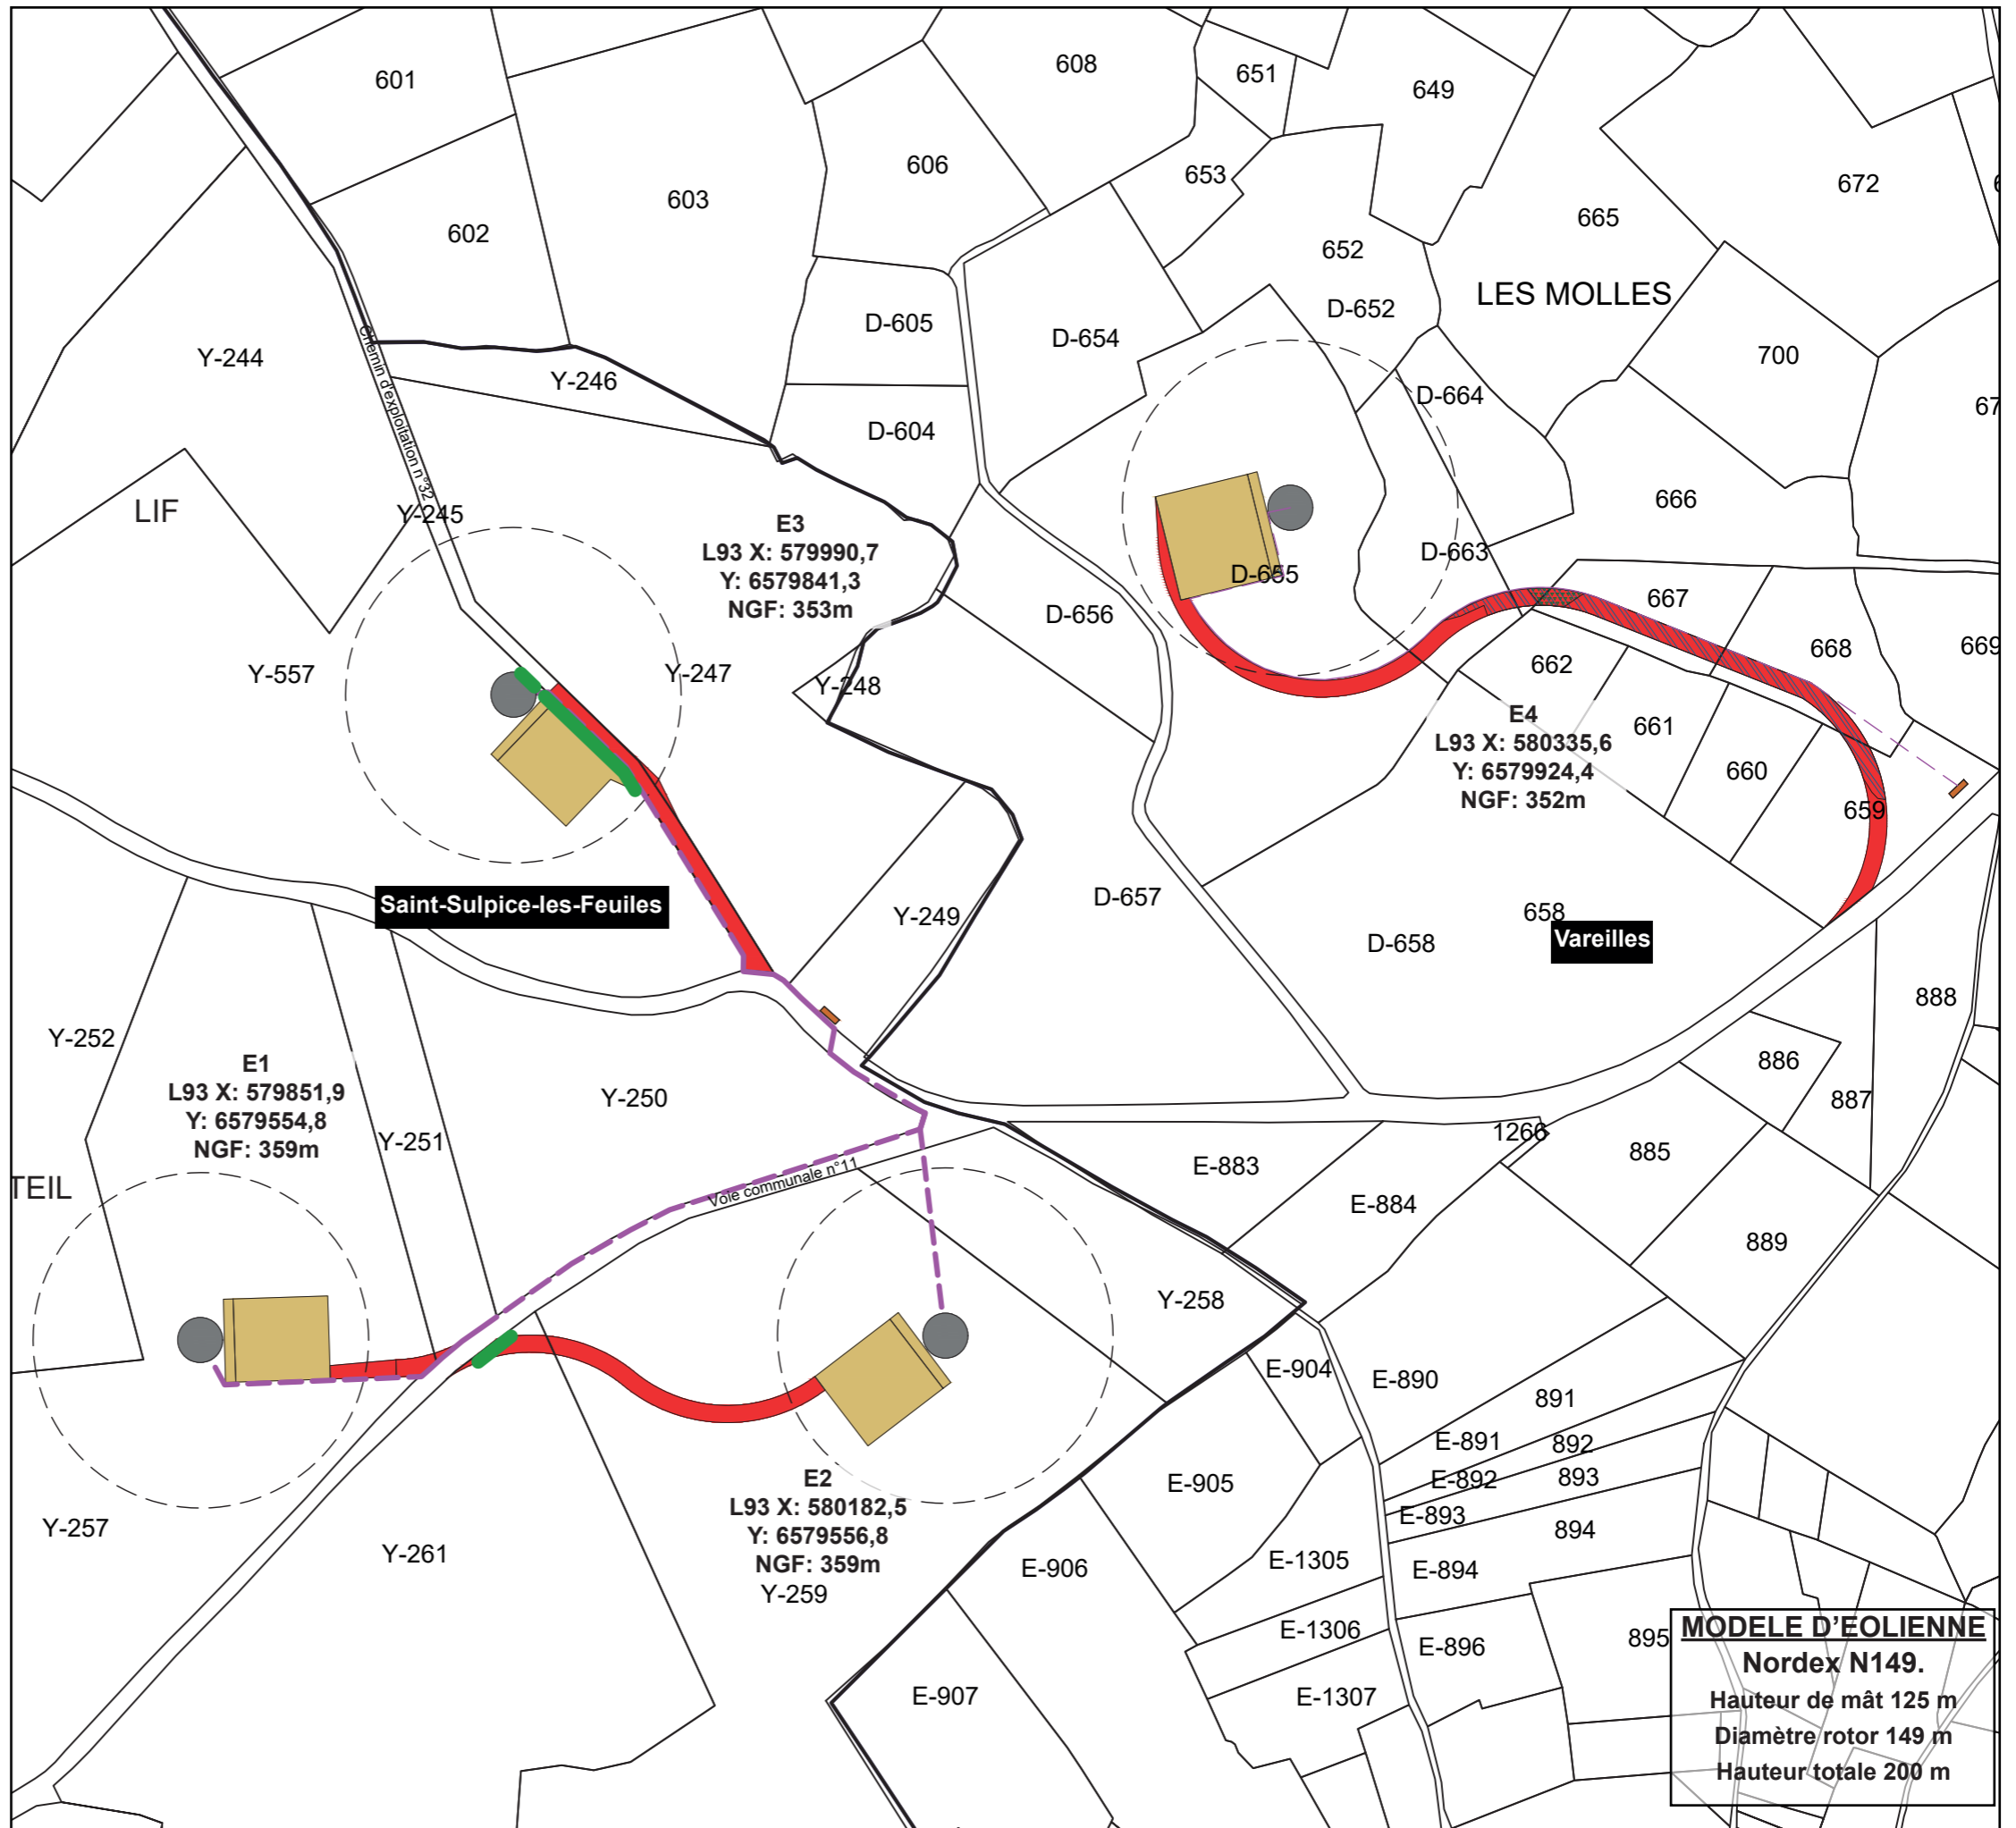 601
608
651
649
606
653
672
603
602
665
652
LES MOLLES
D-652
D-605
D-654
Y-244
700
Chemin d'exploitation n°32
Y-246
D-664
67
D-604
666
LIF
Y-245
E3
L93 X: 579990,7
Y: 6579841,3
NGF: 353m
D-663
D-655
667
D-656
668
669
662
Y-557
Y-247
Y-248
E4
L93 X: 580335,6
Y: 6579924,4
NGF: 352m
661
660
659
Saint-Sulpice-les-Feuiles
Y-249
D-657
658
Vareilles
D-658
888
Y-252
886
E1
L93 X: 579851,9
Y: 6579554,8
NGF: 359m
Y-250
887
Y-251
1266
885
E-883
TEIL
Voie communale n°11
E-884
889
Y-258
E-904
E-890
891
E-891
892
E-892
893
E-905
E2
L93 X: 580182,5
Y: 6579556,8
NGF: 359m
E-893
Y-257
894
Y-261
E-1305
E-906
E-894
Y-259
E-1306
E-896
895
E-907
E-1307
MODELE D'EOLIENNE
Nordex N149.
Hauteur de mât 125 m
Diamètre rotor 149 m
Hauteur totale 200 m